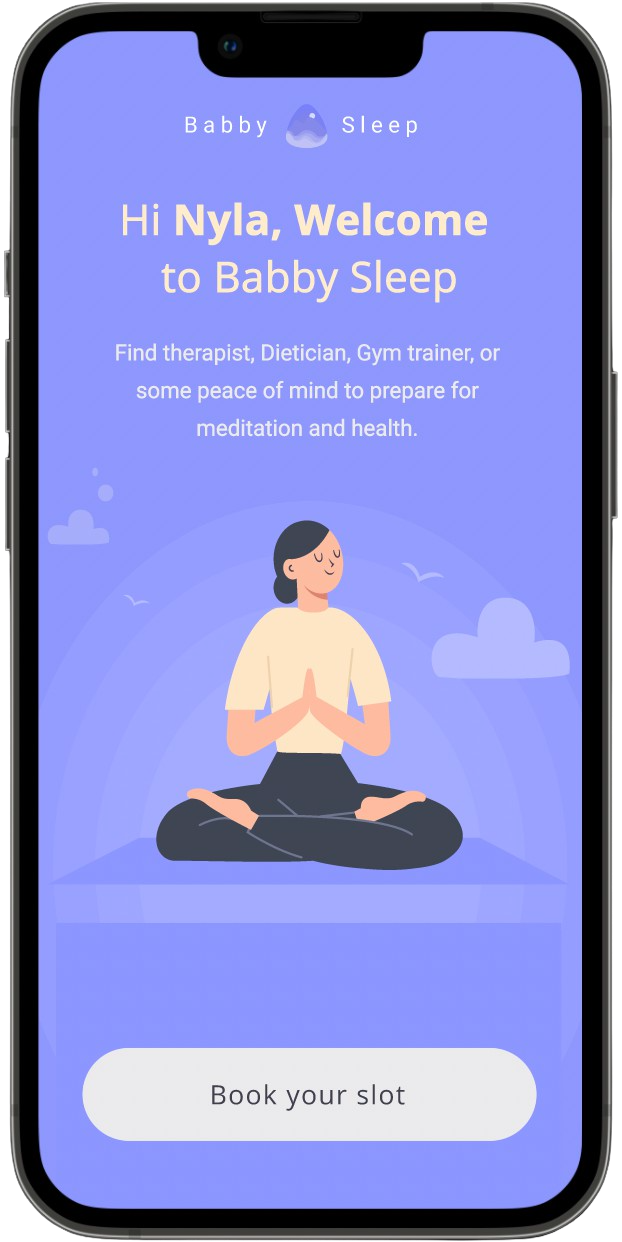 Babby Sleep
Hi Nyla, Welcome
to Babby Sleep
Find therapist, Dietician, Gym trainer, or
some peace of mind to prepare for
meditation and health.
Book your slot